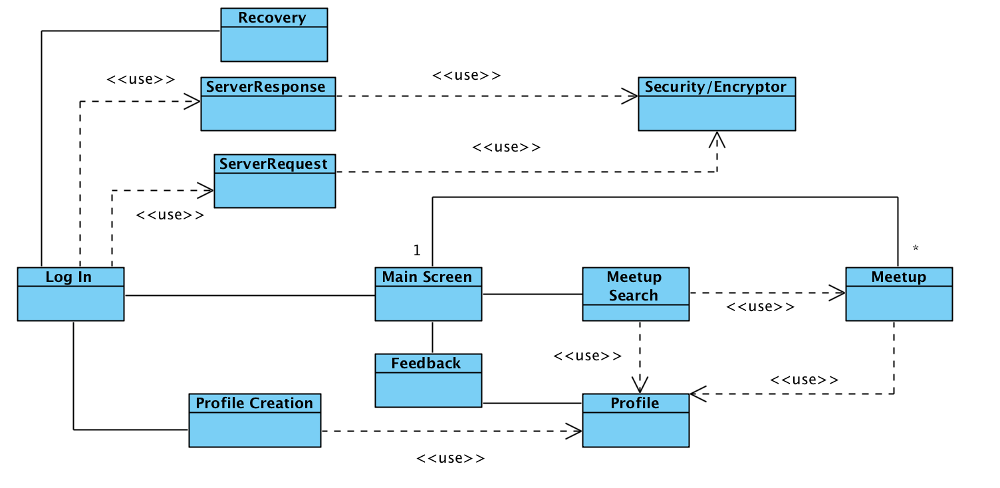 Recovery
<<use>>
<<use>>
ServerResponse
Security/Encryptor
<<use>>
ServerRequest
<<use>>
1
*
Log In
Main Screen
Meetup
Search
Meetup
<<use>>
<<use>>
Feedback
<<use>>
Profile Creation
Profile
<<use>>